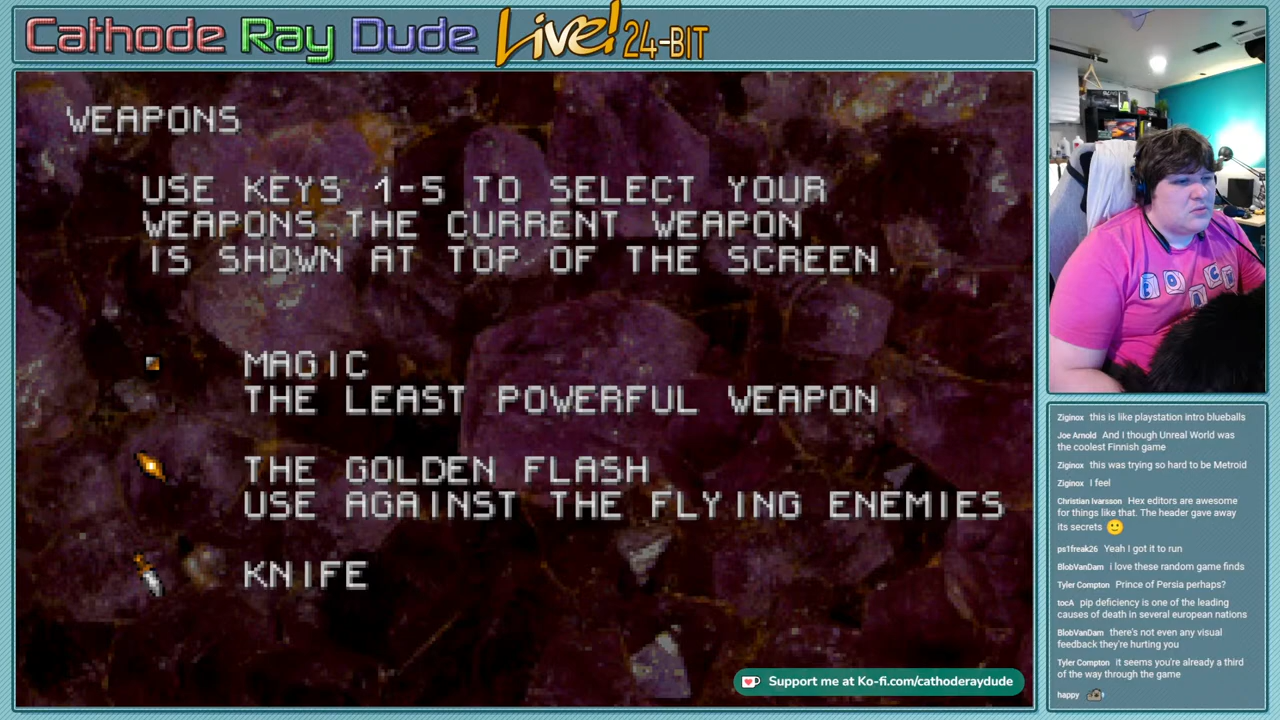 Cathode Ray Dude Live! 24-BIT
WEAPONS
USE KEYS 1-5 TO SELECT YOUR
WEAPONS.THE CURRENT WEAPON
IS SHOWN AT TOP OF THE SCREEN.
MAGIC
THE LEAST POWERFUL WEAPON
THE GOLDEN FLASH
USE AGAINST THE FLYING ENEMIES
KNIFE
Support me at Ko-fi.com/cathoderaydude
Ziginox this is like playstation intro blueballs
Joe Arnold And I though Unreal World was
the coolest Finnish game
Ziginox this was trying so hard to be Metroid
Ziginox I feel
Christian Ivarsson Hex editors are awesome
for things like that. The header gave away
its secrets 🙂
ps1freak26 Yeah I got it to run
BlobVanDam i love these random game finds
Tyler Compton Prince of Persia perhaps?
tocA pip deficiency is one of the leading
causes of death in several european nations
BlobVanDam there's not even any visual
feedback they're hurting you
Tyler Compton it seems you're already a third
of the way through the game
happy